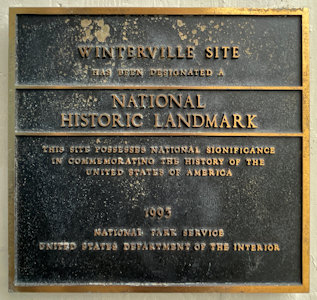 WINTERVILLE SITE
HAS BEEN DESIGNATED A
NATIONAL
HISTORIC LANDMARK
THIS SITE POSSESSES NATIONAL SIGNIFICANCE
IN COMMEMORATING THE HISTORY OF THE
UNITED STATES OF AMERICA
1993
NATIONAL PARK SERVICE
UNITED STATES DEPARTMENT OF THE INTERIOR